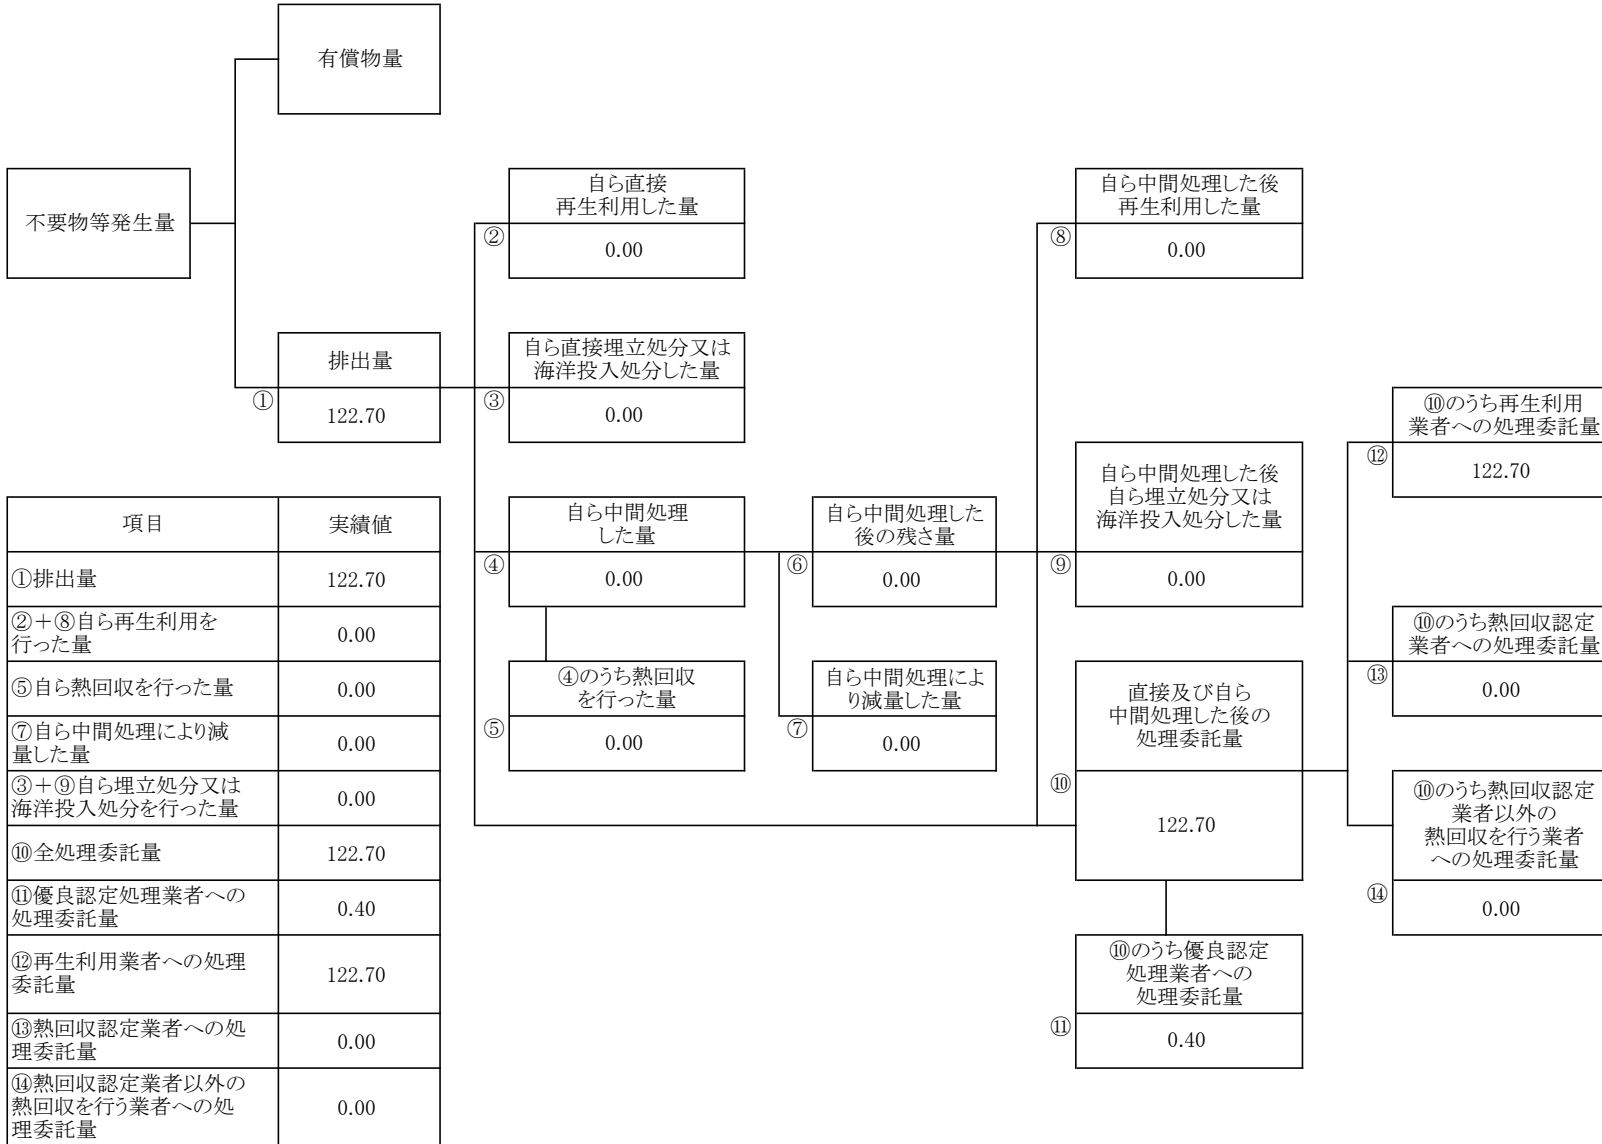 有償物量
不要物等発生量
排出量
①
122.70
自ら直接
再生利用した量
②
0.00
自ら直接埋立処分又は
海洋投入処分した量
③
0.00
自ら中間処理
した量
④
0.00
④のうち熱回収
を行った量
⑤
0.00
自ら中間処理した
後の残さ量
⑥
0.00
自ら中間処理によ
り減量した量
⑦
0.00
自ら中間処理した後
再生利用した量
⑧
0.00
自ら中間処理した後
自ら埋立処分又は
海洋投入処分した量
⑨
0.00
直接及び自ら
中間処理した後の
処理委託量
⑩
122.70
⑩のうち優良認定
処理業者への
処理委託量
⑪
0.40
⑩のうち再生利用
業者への処理委託量
⑫
122.70
⑩のうち熱回収認定
業者への処理委託量
⑬
0.00
⑩のうち熱回収認定
業者以外の
熱回収を行う業者
への処理委託量
⑭
0.00
項目 実績値
①排出量 122.70
②+⑧自ら再生利用を
行った量 0.00
⑤自ら熱回収を行った量 0.00
⑦自ら中間処理により減
量した量 0.00
③+⑨自ら埋立処分又は
海洋投入処分を行った量 0.00
⑩全処理委託量 122.70
⑪優良認定処理業者への
処理委託量 0.40
⑫再生利用業者への処理
委託量 122.70
⑬熱回収認定業者への処
理委託量 0.00
⑭熱回収認定業者以外の
熱回収を行う業者への処
理委託量 0.00